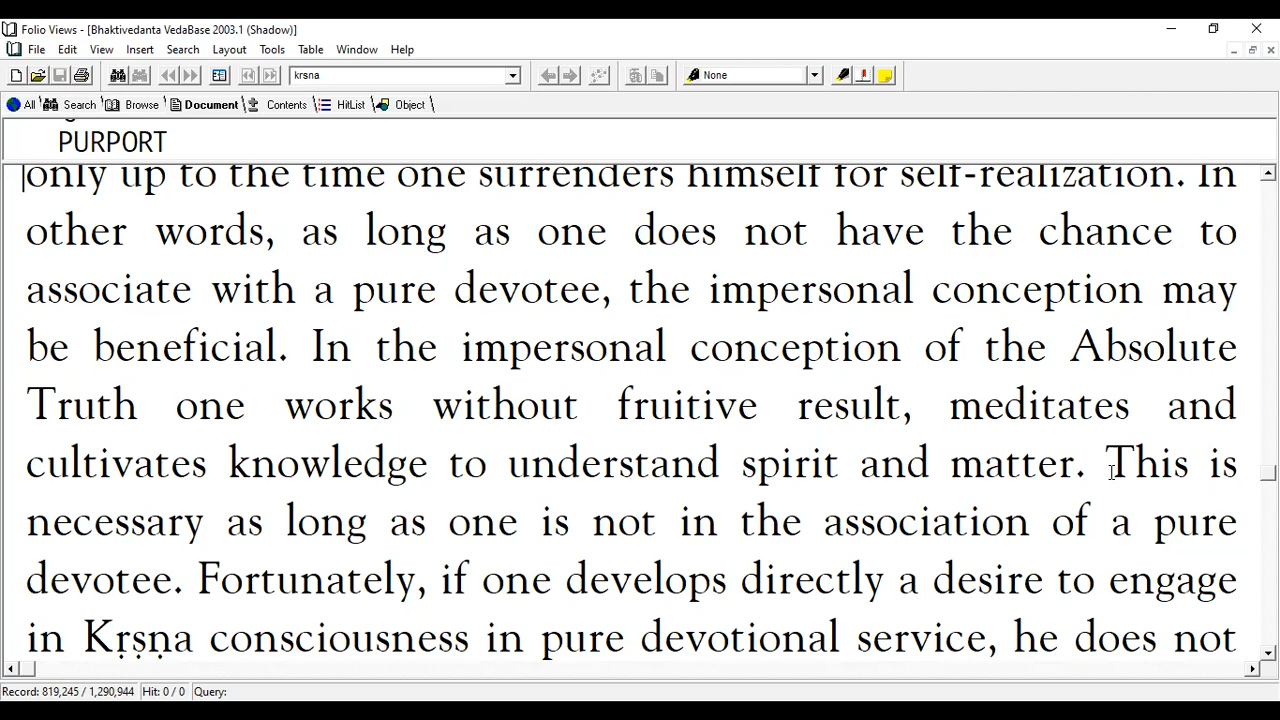 Folio Views - [Bhaktivedanta VedaBase 2003.1 (Shadow)]
File Edit View Insert Search Layout Tools Table Window Help
krsna None
All Search Browse Document Contents HitList Object
PURPORT
only up to the time one surrenders himself for self-realization. In
other words, as long as one does not have the chance to
associate with a pure devotee, the impersonal conception may
be beneficial. In the impersonal conception of the Absolute
Truth one works without fruitive result, meditates and
cultivates knowledge to understand spirit and matter. This is
necessary as long as one is not in the association of a pure
devotee. Fortunately, if one develops directly a desire to engage
in Kṛṣṇa consciousness in pure devotional service, he does not
Record: 819,245 / 1,290,944 Hit: 0 / 0 Query: